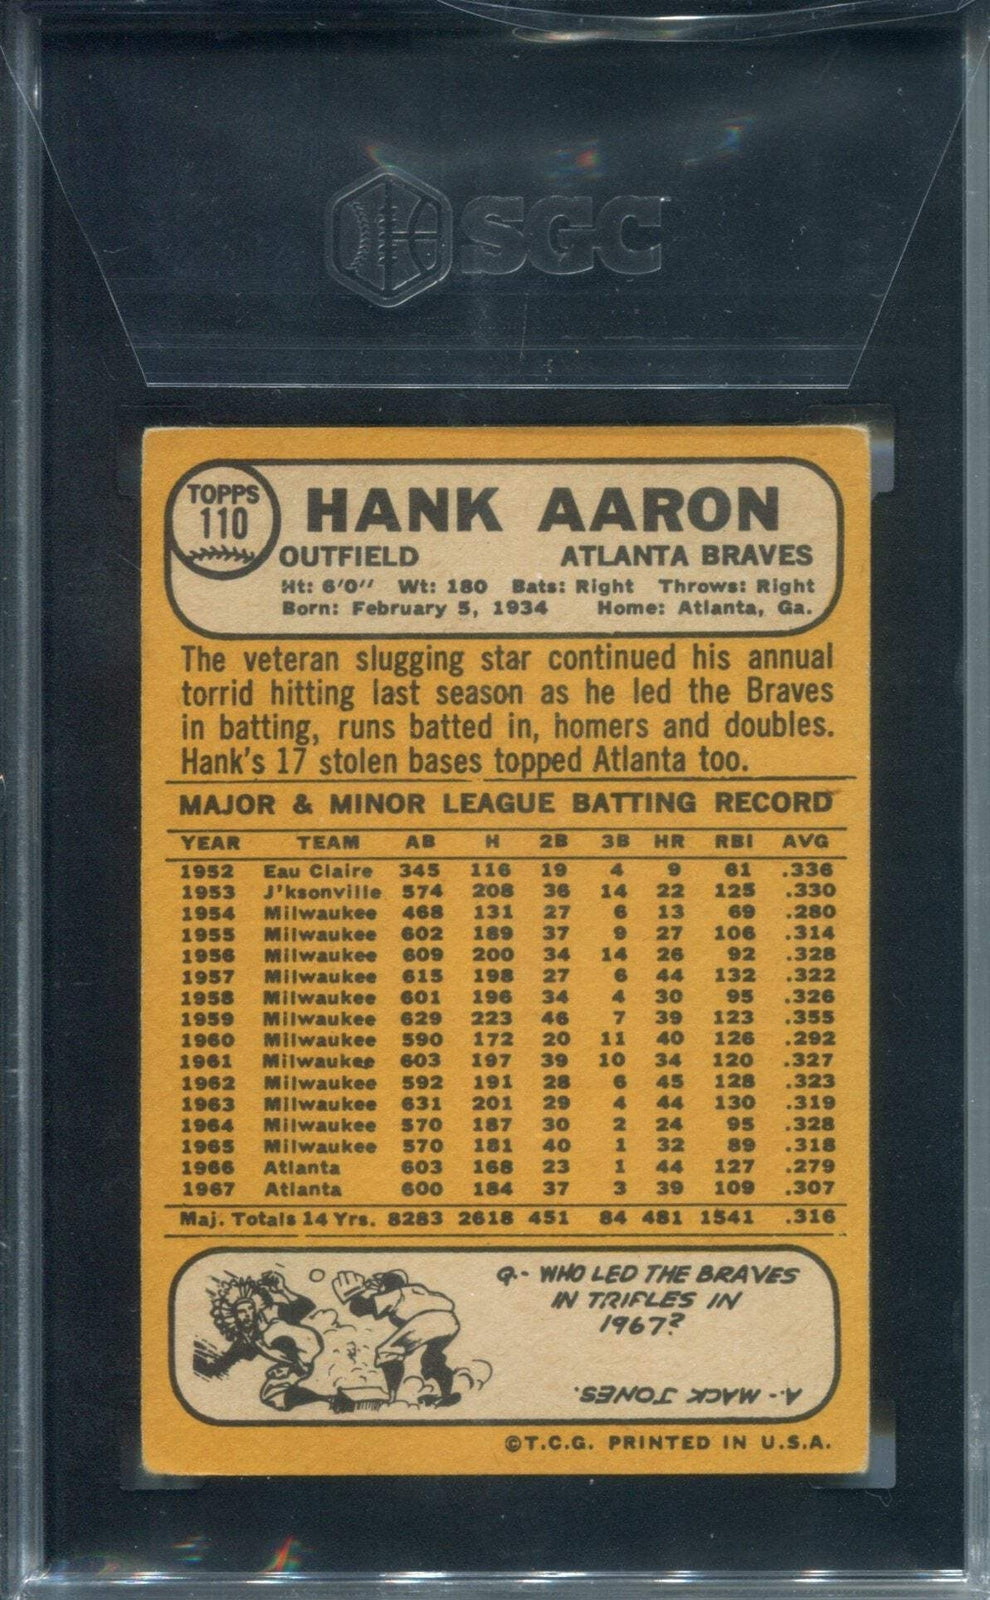 SGC
TOPPS
110
HANK AARON
OUTFIELD ATLANTA BRAVES
Ht: 6'0" Wt: 180 Bats: Right Throws: Right
Born: February 5, 1934 Home: Atlanta, Ga.
The veteran slugging star continued his annual
torrid hitting last season as he led the Braves
in batting, runs batted in, homers and doubles.
Hank's 17 stolen bases topped Atlanta too.
MAJOR & MINOR LEAGUE BATTING RECORD
YEAR TEAM AB H 2B 3B HR RBI AVG
1952 Eau Claire 345 116 19 4 9 61 .336
1953 J'ksonville 574 208 36 14 22 125 .330
1954 Milwaukee 468 131 27 6 13 69 .280
1955 Milwaukee 602 189 37 9 27 106 .314
1956 Milwaukee 609 200 34 14 26 92 .328
1957 Milwaukee 615 198 27 6 44 132 .322
1958 Milwaukee 601 196 34 4 30 95 .326
1959 Milwaukee 629 223 46 7 39 123 .355
1960 Milwaukee 590 172 20 11 40 126 .292
1961 Milwaukee 603 197 39 10 34 120 .327
1962 Milwaukee 592 191 28 6 45 128 .323
1963 Milwaukee 631 201 29 4 44 130 .319
1964 Milwaukee 570 187 30 2 24 95 .328
1965 Milwaukee 570 181 40 1 32 89 .318
1966 Atlanta 603 168 23 1 44 127 .279
1967 Atlanta 600 184 37 3 39 109 .307
Maj. Totals 14 Yrs. 8283 2618 451 84 481 1541 .316
Q.- WHO LED THE BRAVES
IN TRIPLES IN
1967?
A.- MACK JONES.
©T.C.G. PRINTED IN U.S.A.